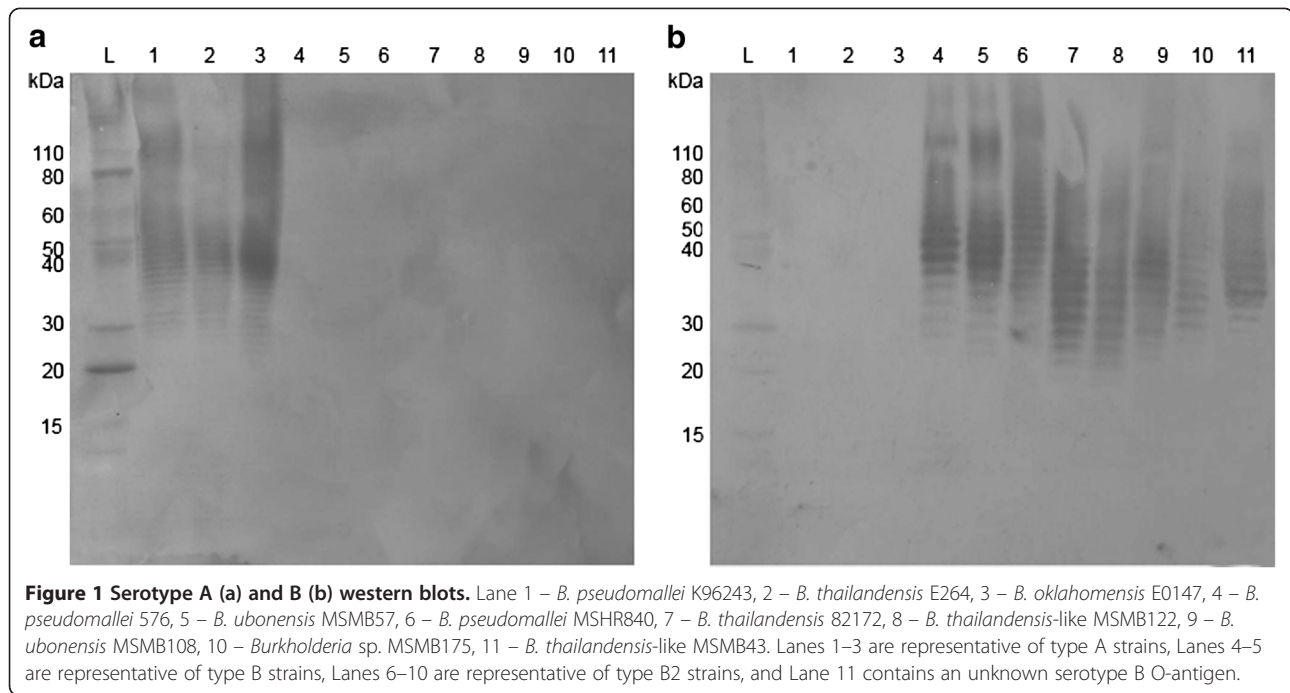 a
L 1 2 3 4 5 6 7 8 9 10 11
kDa
110
80
60
50
40
30
20
15
b
L 1 2 3 4 5 6 7 8 9 10 11
kDa
110
80
60
50
40
30
20
15
Figure 1 Serotype A (a) and B (b) western blots. Lane 1 – B. pseudomallei K96243, 2 – B. thailandensis E264, 3 – B. oklahomensis E0147, 4 – B.
pseudomallei 576, 5 – B. ubonensis MSMB57, 6 – B. pseudomallei MSHR840, 7 – B. thailandensis 82172, 8 – B. thailandensis-like MSMB122, 9 – B.
ubonensis MSMB108, 10 – Burkholderia sp. MSMB175, 11 – B. thailandensis-like MSMB43. Lanes 1–3 are representative of type A strains, Lanes 4–5
are representative of type B strains, Lanes 6–10 are representative of type B2 strains, and Lane 11 contains an unknown serotype B O-antigen.